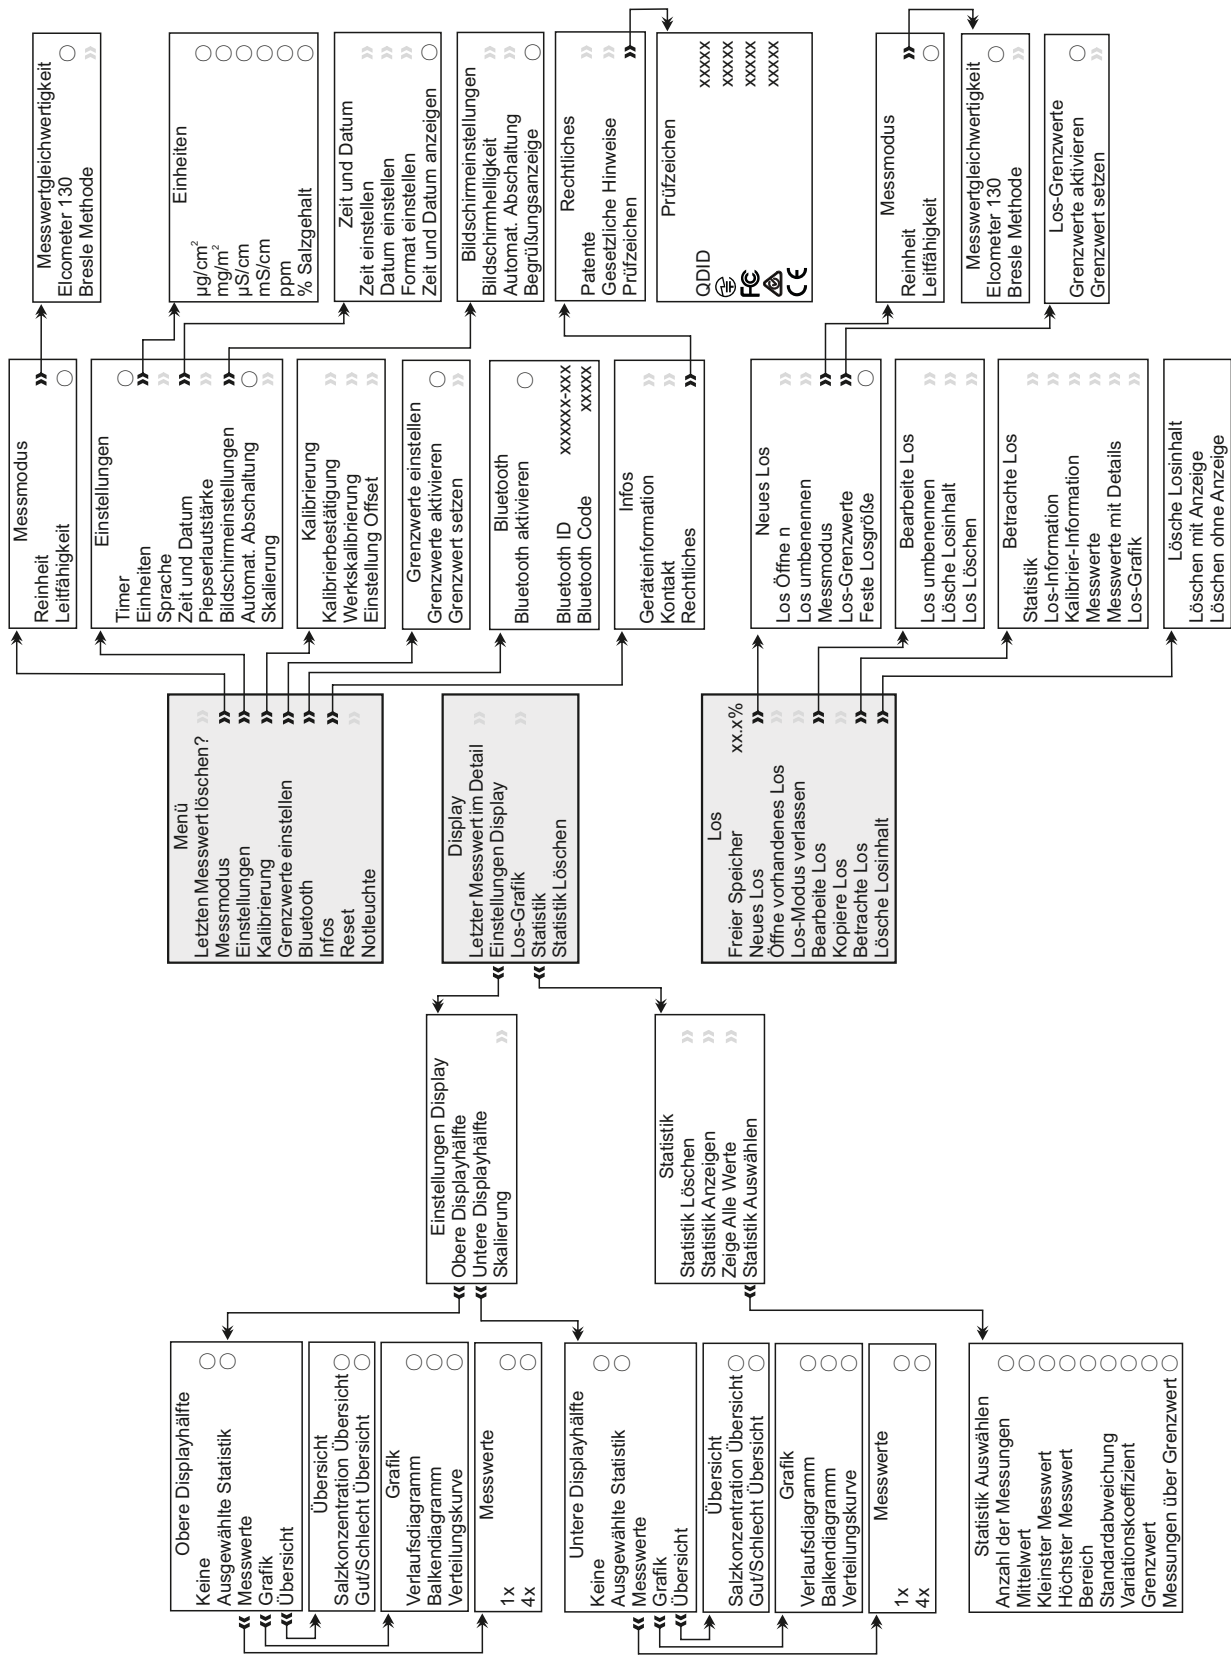 Menü
Letzten Messwert löschen?
Messmodus
Einstellungen
Kalibrierung
Grenzwerte einstellen
Bluetooth
Infos
Reset
Notleuchte
Messmodus
Reinheit
Leitfähigkeit
Messwertgleichwertigkeit
Elcometer 130
Bresle Methode
Einstellungen
Timer
Einheiten
Sprache
Zeit und Datum
Piepserlautstärke
Bildschirmeinstellungen
Automat. Abschaltung
Skalierung
Einheiten
µg/cm²
mg/m²
µS/cm
mS/cm
ppm
% Salzgehalt
Zeit und Datum
Zeit einstellen
Datum einstellen
Format einstellen
Zeit und Datum anzeigen
Bildschirmeinstellungen
Bildschirmhelligkeit
Automat. Abschaltung
Begrüßungsanzeige
Kalibrierung
Kalibrierbestätigung
Werkskalibrierung
Einstellung Offset
Grenzwerte einstellen
Grenzwerte aktivieren
Grenzwert setzen
Bluetooth
Bluetooth aktivieren
Bluetooth ID xxxxxx-xxx
Bluetooth Code xxxxx
Infos
Geräteinformation
Kontakt
Rechtliches
Rechtliches
Patente
Gesetzliche Hinweise
Prüfzeichen
Prüfzeichen
QDID xxxxx
xxxxx
FC xxxxx
xxxxx
CE
Display
Letzter Messwert im Detail
Einstellungen Display
Los-Grafik
Statistik
Statistik Löschen
Einstellungen Display
Obere Displayhälfte
Untere Displayhälfte
Skalierung
Obere Displayhälfte
Keine
Ausgewählte Statistik
Messwerte
Grafik
Übersicht
Übersicht
Salzkonzentration Übersicht
Gut/Schlecht Übersicht
Grafik
Verlaufsdiagramm
Balkendiagramm
Verteilungskurve
Messwerte
1x
4x
Untere Displayhälfte
Keine
Ausgewählte Statistik
Messwerte
Grafik
Übersicht
Übersicht
Salzkonzentration Übersicht
Gut/Schlecht Übersicht
Grafik
Verlaufsdiagramm
Balkendiagramm
Verteilungskurve
Messwerte
1x
4x
Statistik
Statistik Löschen
Statistik Anzeigen
Zeige Alle Werte
Statistik Auswählen
Statistik Auswählen
Anzahl der Messungen
Mittelwert
Kleinster Messwert
Höchster Messwert
Bereich
Standardabweichung
Variationskoeffizient
Grenzwert
Messungen über Grenzwert
Los
Freier Speicher xx.x%
Neues Los
Öffne vorhandenes Los
Los-Modus verlassen
Bearbeite Los
Kopiere Los
Betrachte Los
Lösche Losinhalt
Neues Los
Los Öffne n
Los umbenennen
Messmodus
Los-Grenzwerte
Feste Losgröße
Messmodus
Reinheit
Leitfähigkeit
Messwertgleichwertigkeit
Elcometer 130
Bresle Methode
Los-Grenzwerte
Grenzwerte aktivieren
Grenzwert setzen
Bearbeite Los
Los umbenennen
Lösche Losinhalt
Los Löschen
Betrachte Los
Statistik
Los-Information
Kalibrier-Information
Messwerte
Messwerte mit Details
Los-Grafik
Lösche Losinhalt
Löschen mit Anzeige
Löschen ohne Anzeige